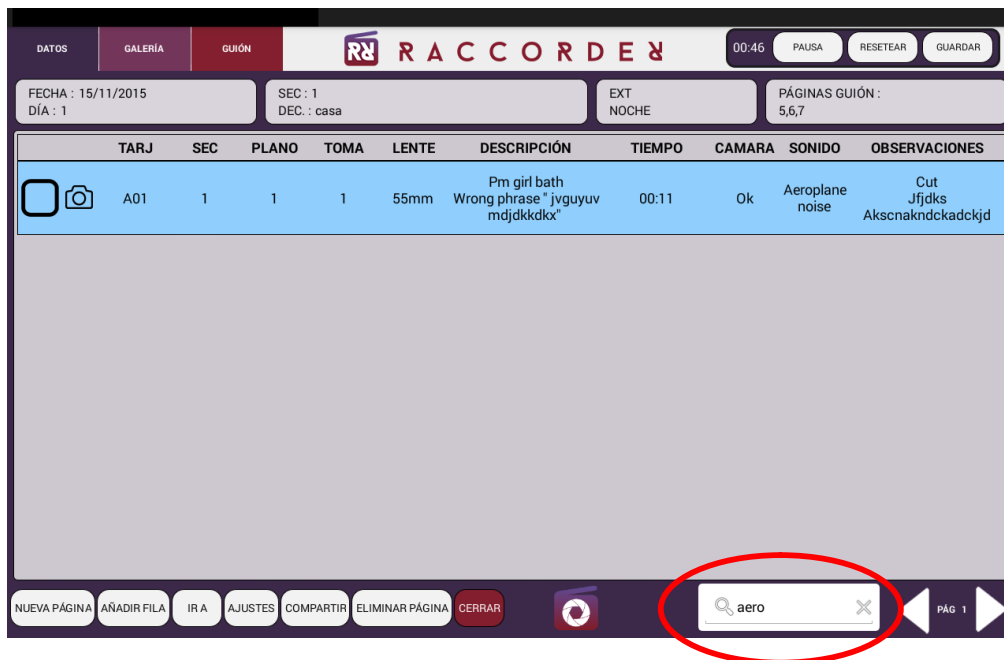 DATOS GALERÍA GUIÓN RR RACCORDER 00:46 PAUSA RESETEAR GUARDAR
FECHA : 15/11/2015
DÍA : 1
SEC : 1
DEC. : casa
EXT
NOCHE
PÁGINAS GUIÓN :
5,6,7
TARJ SEC PLANO TOMA LENTE DESCRIPCIÓN TIEMPO CAMARA SONIDO OBSERVACIONES
A01 1 1 1 55mm
Pm girl bath
Wrong phrase " jvguyuv
mdjdkkdkx"
00:11 Ok
Aeroplane
noise
Cut
Jfjdks
Akscnakndckadckjd
NUEVA PÁGINA AÑADIR FILA IR A AJUSTES COMPARTIR ELIMINAR PÁGINA CERRAR aero PÁG 1